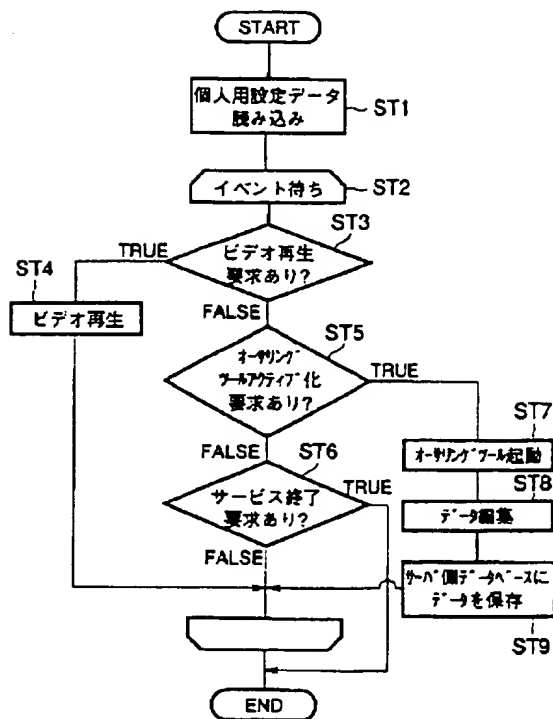 START
個人用設定データ
読み込み
ST1
イベント待ち
ST2
ST3
TRUE
ビデオ再生
要求あり?
ST4
ビデオ再生
FALSE
ST5
オーサリング
ツールアクティブ化
要求あり?
TRUE
ST7
オーサリングツール起動
FALSE
ST6
サービス終了
要求あり?
TRUE
ST8
データ編集
FALSE
サーバ側データベースに
データを保存
ST9
END